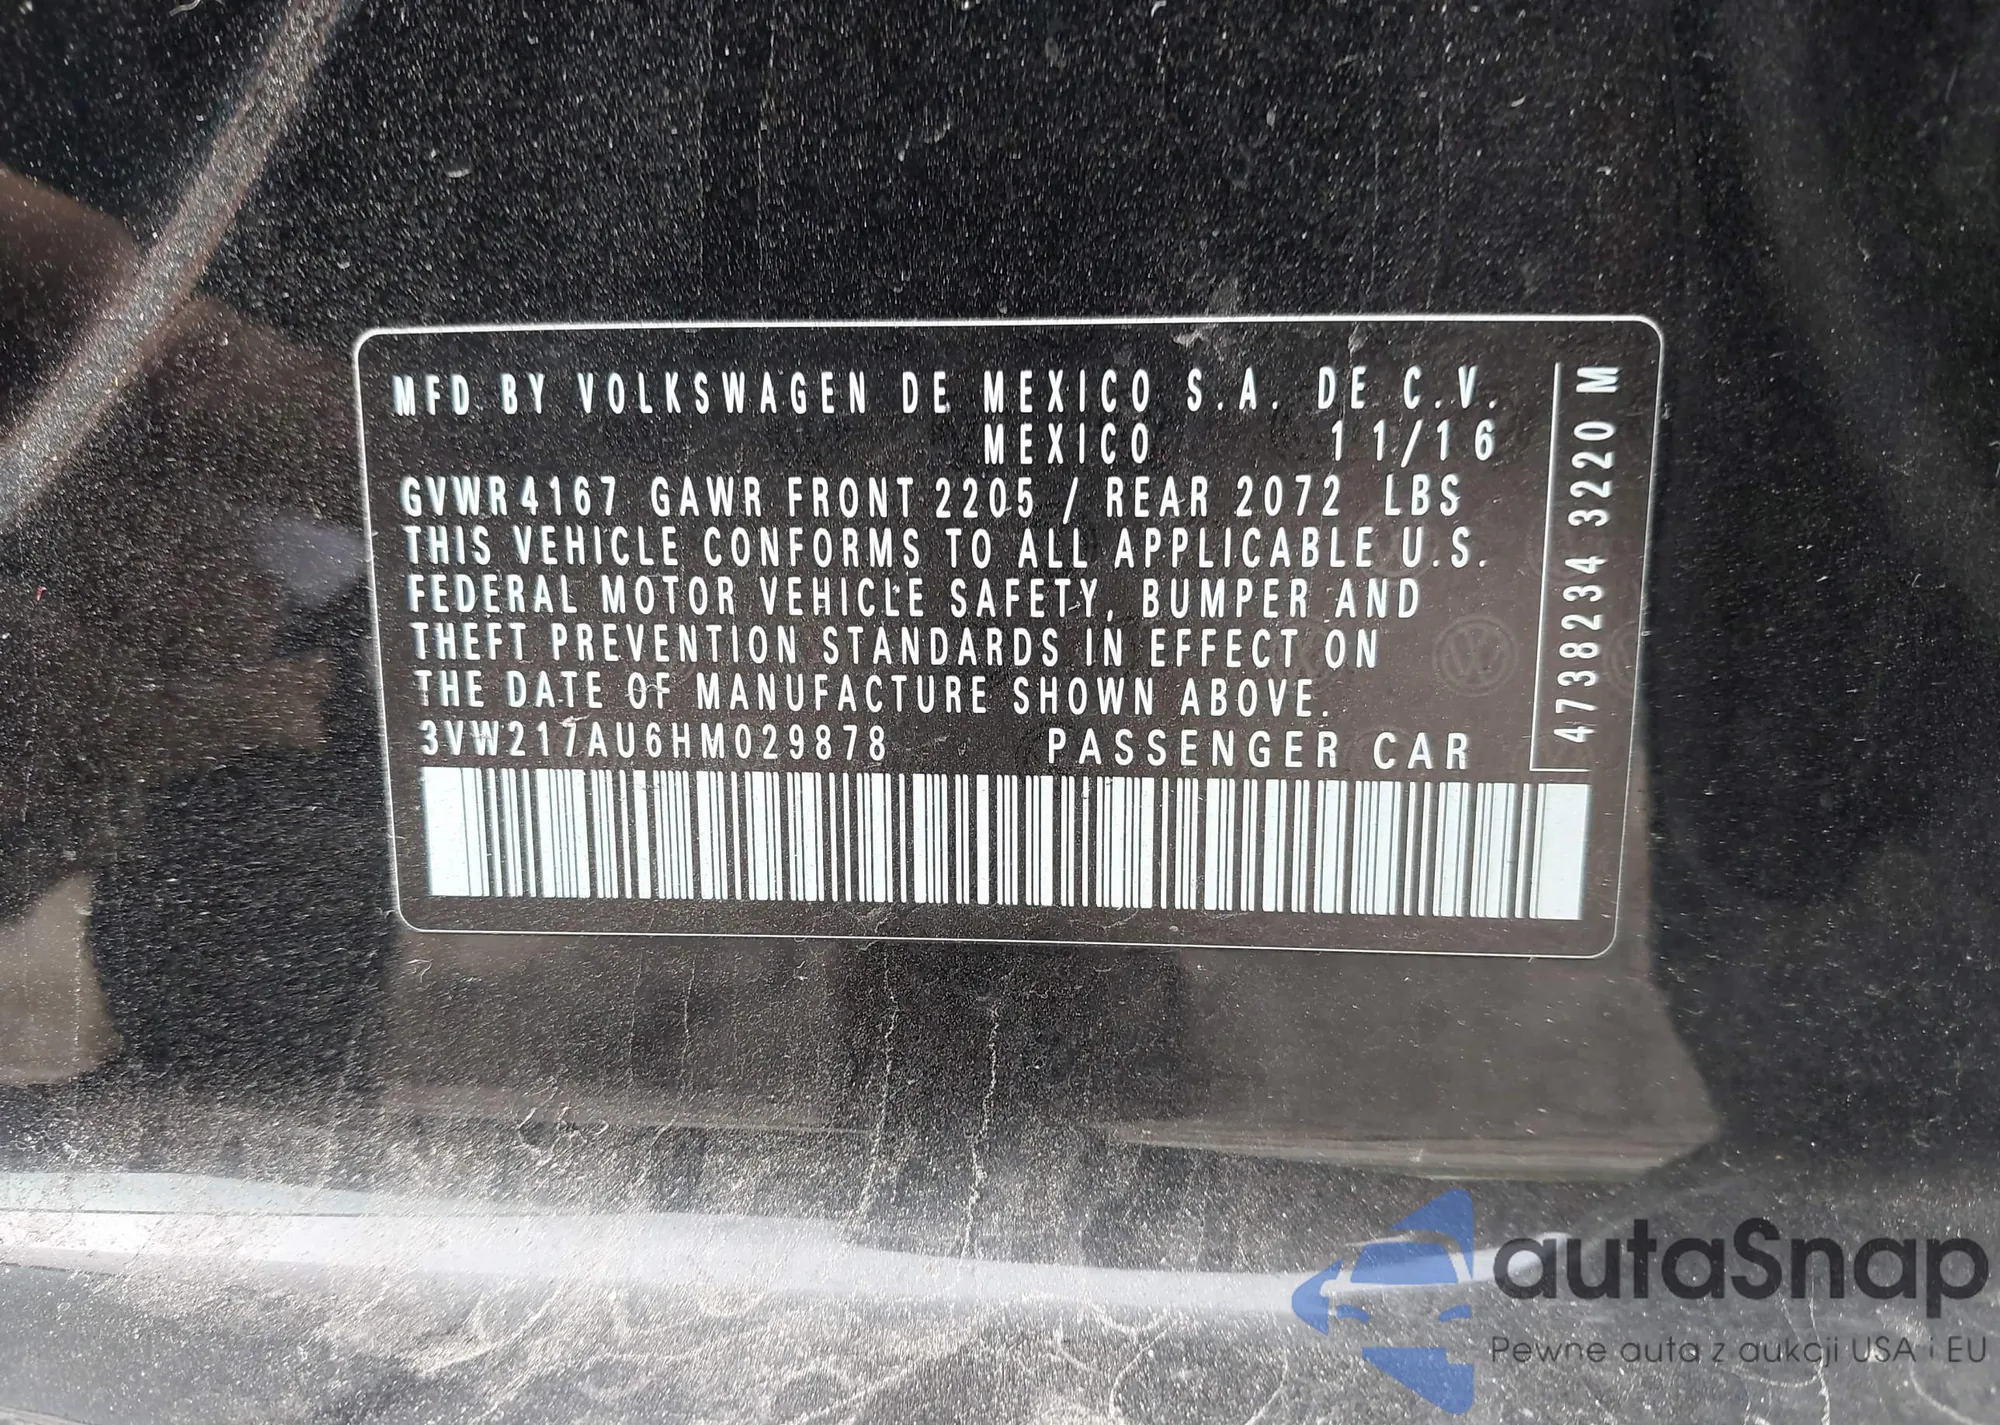 MFD BY VOLKSWAGEN DE MEXICO S.A. DE C.V.
MEXICO 11/16
GVWR 4167 GAWR FRONT 2205 / REAR 2072 LBS
THIS VEHICLE CONFORMS TO ALL APPLICABLE U.S.
FEDERAL MOTOR VEHICLE SAFETY, BUMPER AND
THEFT PREVENTION STANDARDS IN EFFECT ON
THE DATE OF MANUFACTURE SHOWN ABOVE.
3VW217AU6HM029878 PASSENGER CAR
4738234 3220 M
autaSnap
Pewne auta z aukcji USA i EU